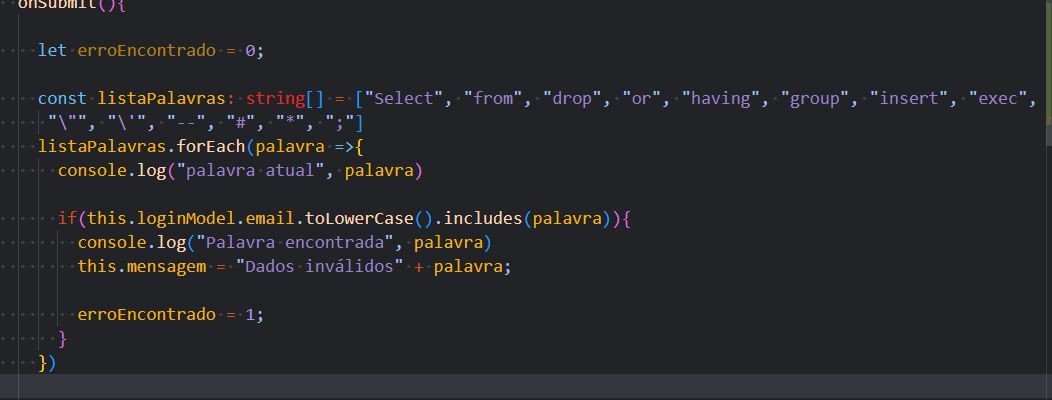 onSubmit(){
let erroEncontrado = 0;
const listaPalavras: string[] = ["Select", "from", "drop", "or", "having", "group", "insert", "exec",
"\"", "\'", "--", "#", "*", ";"]
listaPalavras.forEach(palavra =>{
console.log("palavra atual", palavra)
if(this.loginModel.email.toLowerCase().includes(palavra)){
console.log("Palavra encontrada", palavra)
this.mensagem = "Dados inválidos" + palavra;
erroEncontrado = 1;
}
})